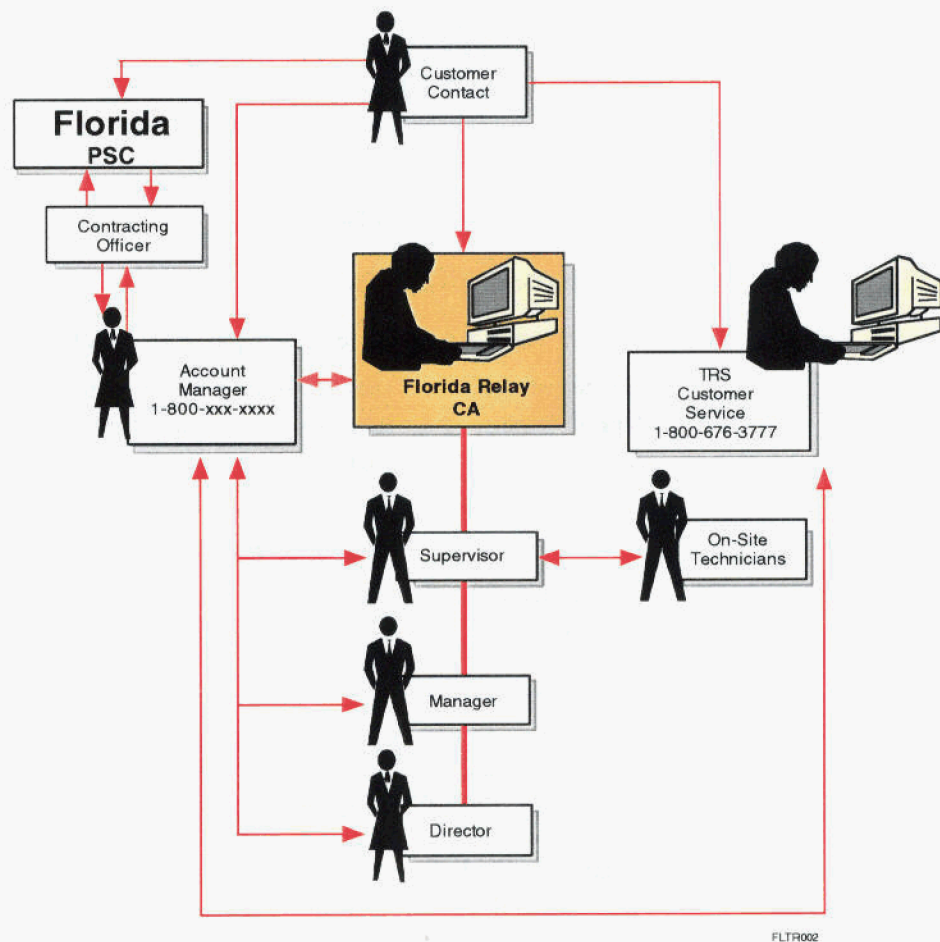 Customer
Contact
Florida
PSC
Contracting
Officer
Account
Manager
1-800-xxx-xxxx
Florida Relay
CA
TRS
Customer
Service
1-800-676-3777
Supervisor
On-Site
Technicians
Manager
Director
FLTR002